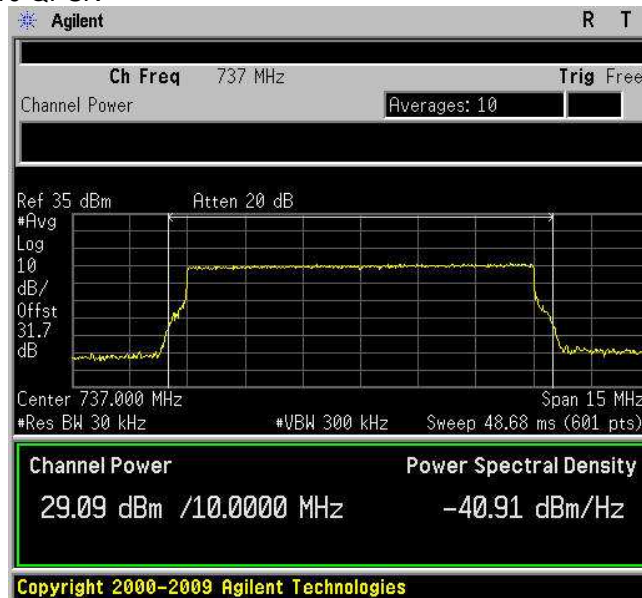 Agilent R T
Ch Freq 737 MHz Trig Free
Channel Power Averages: 10
Ref 35 dBm Atten 20 dB
#Avg
Log
10
dB/
Offst
31.7
dB
Center 737.000 MHz Span 15 MHz
#Res BW 30 kHz #VBW 300 kHz Sweep 48.68 ms (601 pts)
Channel Power Power Spectral Density
29.09 dBm /10.0000 MHz -40.91 dBm/Hz
Copyright 2000-2009 Agilent Technologies